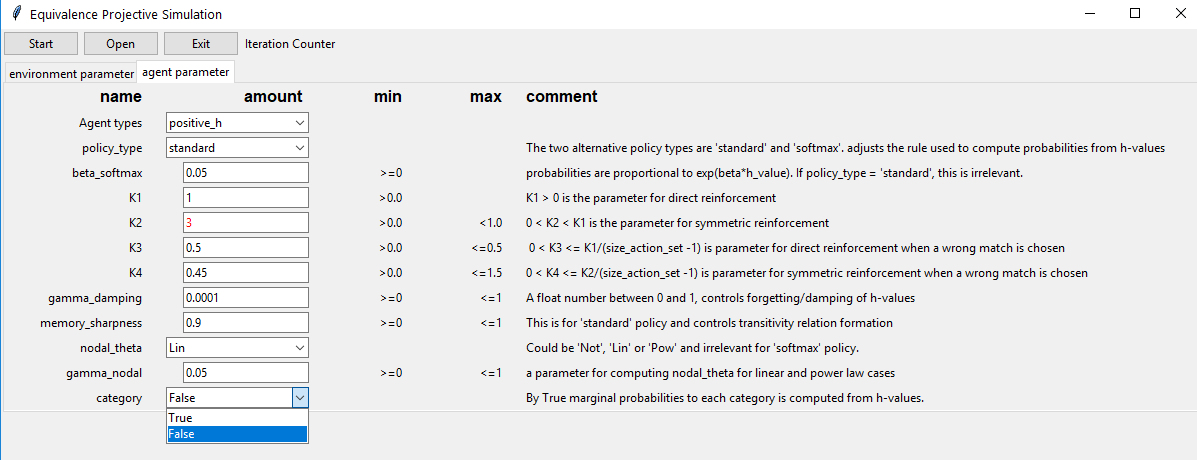 Equivalence Projective Simulation
Start Open Exit Iteration Counter
environment parameter agent parameter
name amount min max comment
Agent types positive_h
policy_type standard The two alternative policy types are 'standard' and 'softmax'. adjusts the rule used to compute probabilities from h-values
beta_softmax 0.05 >=0 probabilities are proportional to exp(beta*h_value). If policy_type = 'standard', this is irrelevant.
K1 1 >0.0 K1 > 0 is the parameter for direct reinforcement
K2 3 >0.0 <1.0 0 < K2 < K1 is the parameter for symmetric reinforcement
K3 0.5 >0.0 <=0.5 0 < K3 <= K1/(size_action_set -1) is parameter for direct reinforcement when a wrong match is chosen
K4 0.45 >0.0 <=1.5 0 < K4 <= K2/(size_action_set -1) is parameter for symmetric reinforcement when a wrong match is chosen
gamma_damping 0.0001 >=0 <=1 A float number between 0 and 1, controls forgetting/damping of h-values
memory_sharpness 0.9 >=0 <=1 This is for 'standard' policy and controls transitivity relation formation
nodal_theta Lin Could be 'Not', 'Lin' or 'Pow' and irrelevant for 'softmax' policy.
gamma_nodal 0.05 >=0 <=1 a parameter for computing nodal_theta for linear and power law cases
category False By True marginal probabilities to each category is computed from h-values.
True
False